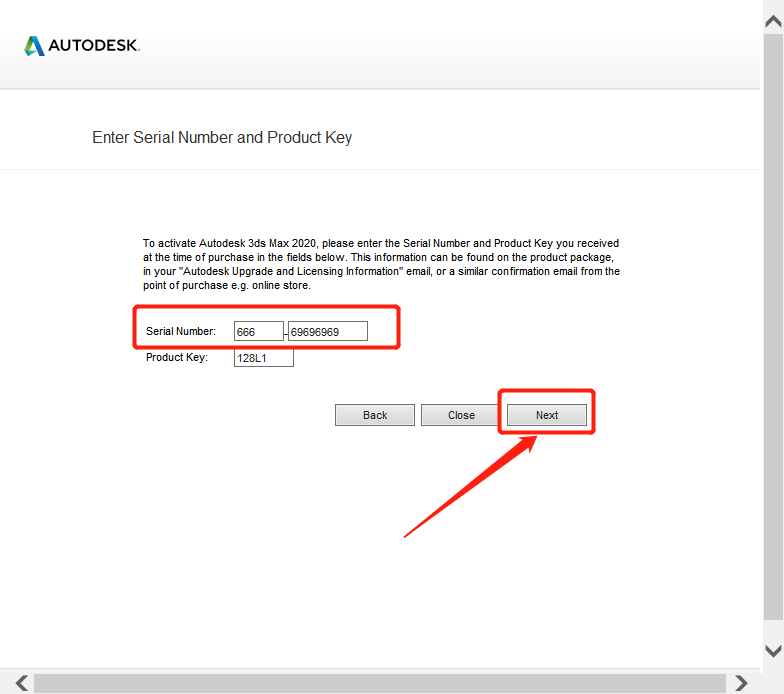 AUTODESK.
Enter Serial Number and Product Key
To activate Autodesk 3ds Max 2020, please enter the Serial Number and Product Key you received
at the time of purchase in the fields below. This information can be found on the product package,
in your "Autodesk Upgrade and Licensing Information" email, or a similar confirmation email from the
point of purchase e.g. online store.
Serial Number: 666 - 69696969
Product Key: 128L1
Back Close Next